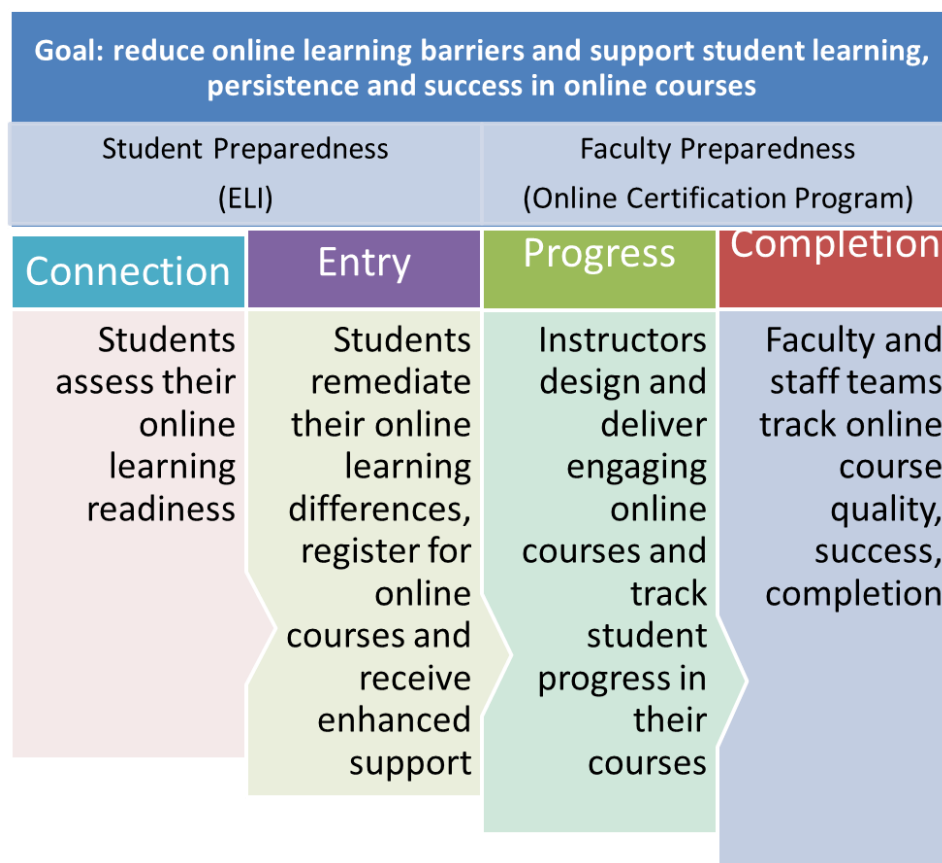 Goal: reduce online learning barriers and support student learning,
persistence and success in online courses
Student Preparedness
(ELI)
Faculty Preparedness
(Online Certification Program)
Connection
Entry
Progress
Completion
Students
assess their
online
learning
readiness
Students
remediate
their online
learning
differences,
register for
online
courses and
receive
enhanced
support
Instructors
design and
deliver
engaging
online
courses and
track
student
progress in
their
courses
Faculty and
staff teams
track online
course
quality,
success,
completion